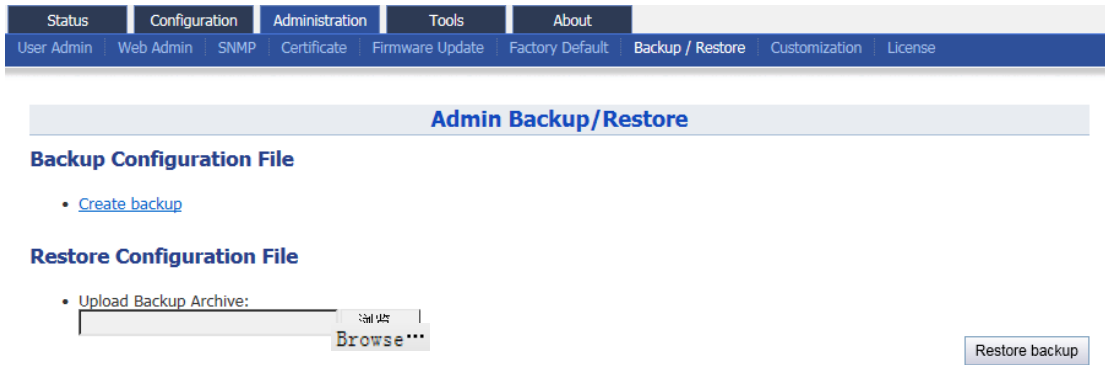 Status Configuration Administration Tools About
User Admin Web Admin SNMP Certificate Firmware Update Factory Default Backup / Restore Customization License
Admin Backup/Restore
Backup Configuration File
• Create backup
Restore Configuration File
• Upload Backup Archive:
Browse···
Restore backup